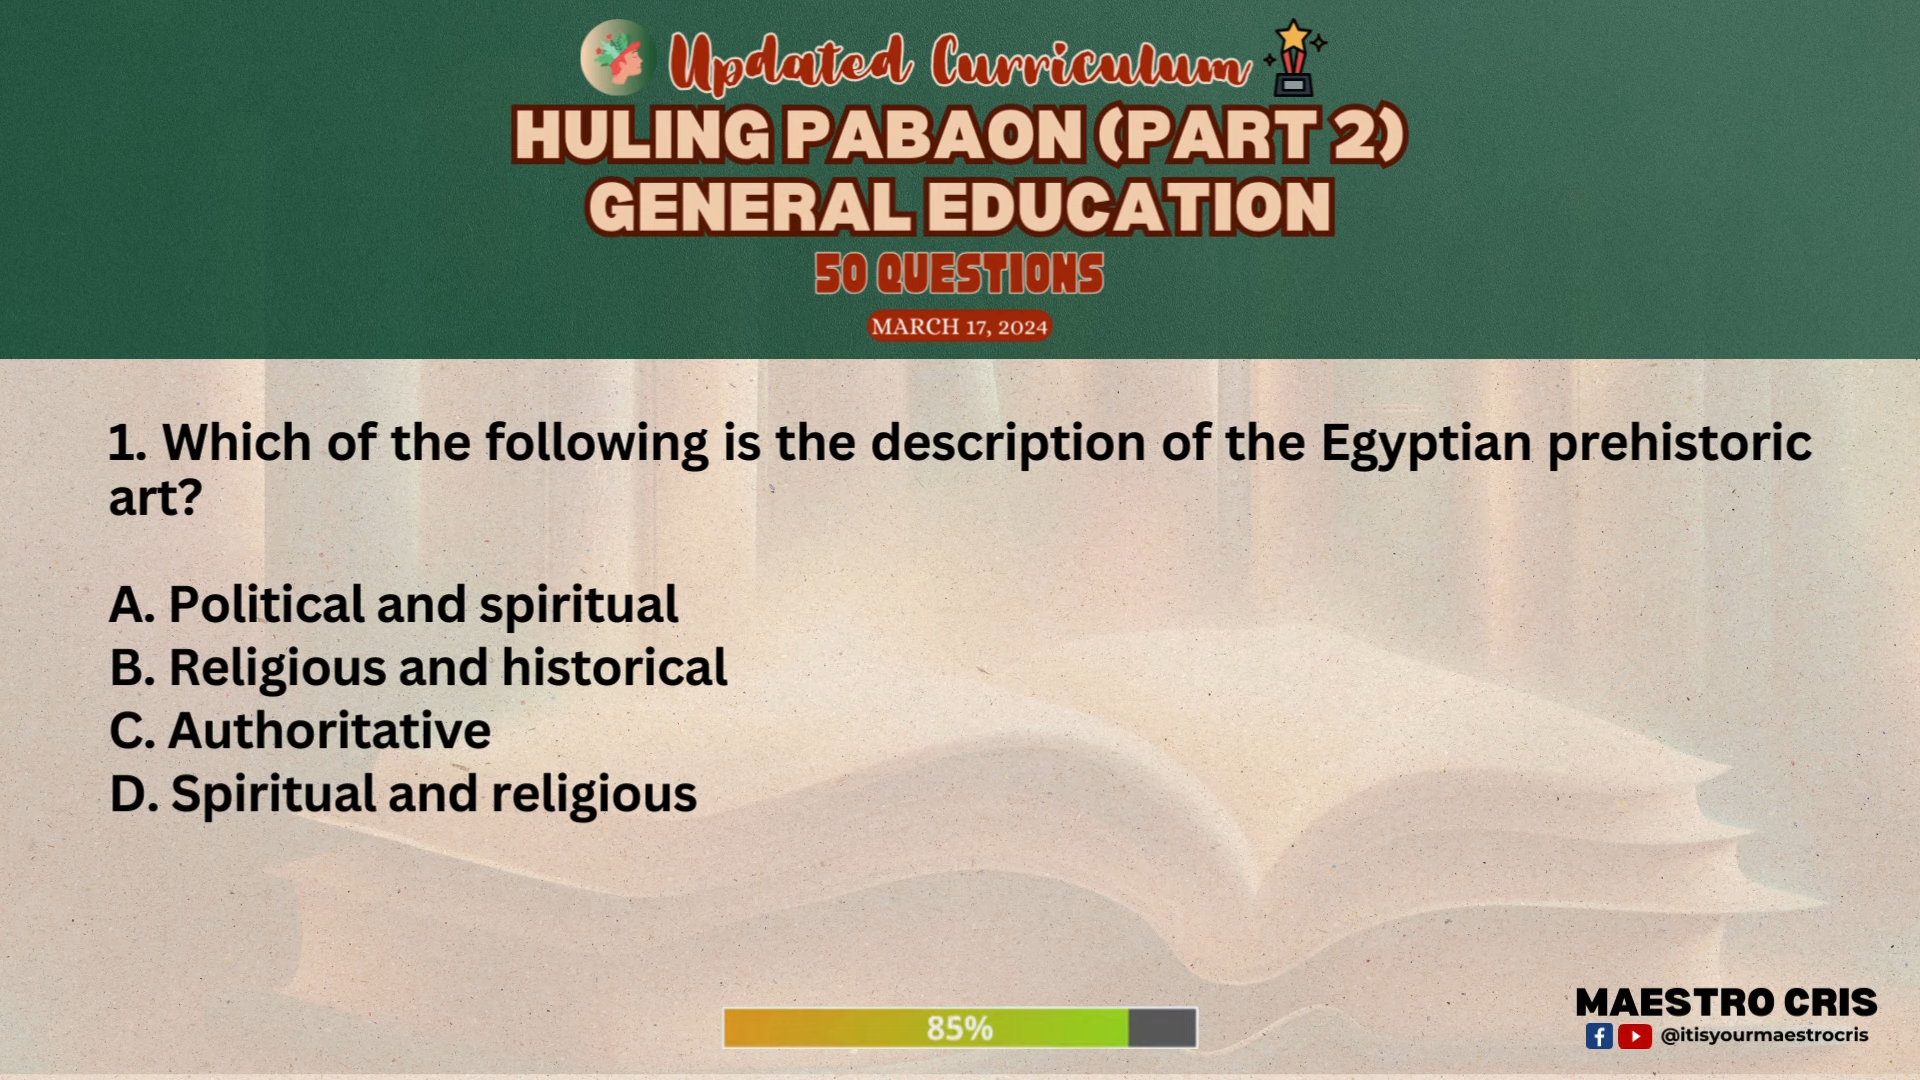 Updated Curriculum
HULING PABAON (PART 2)
GENERAL EDUCATION
50 QUESTIONS
MARCH 17, 2024
1. Which of the following is the description of the Egyptian prehistoric
art?
A. Political and spiritual
B. Religious and historical
C. Authoritative
D. Spiritual and religious
85%
MAESTRO CRIS
@itisyourmaestrocris